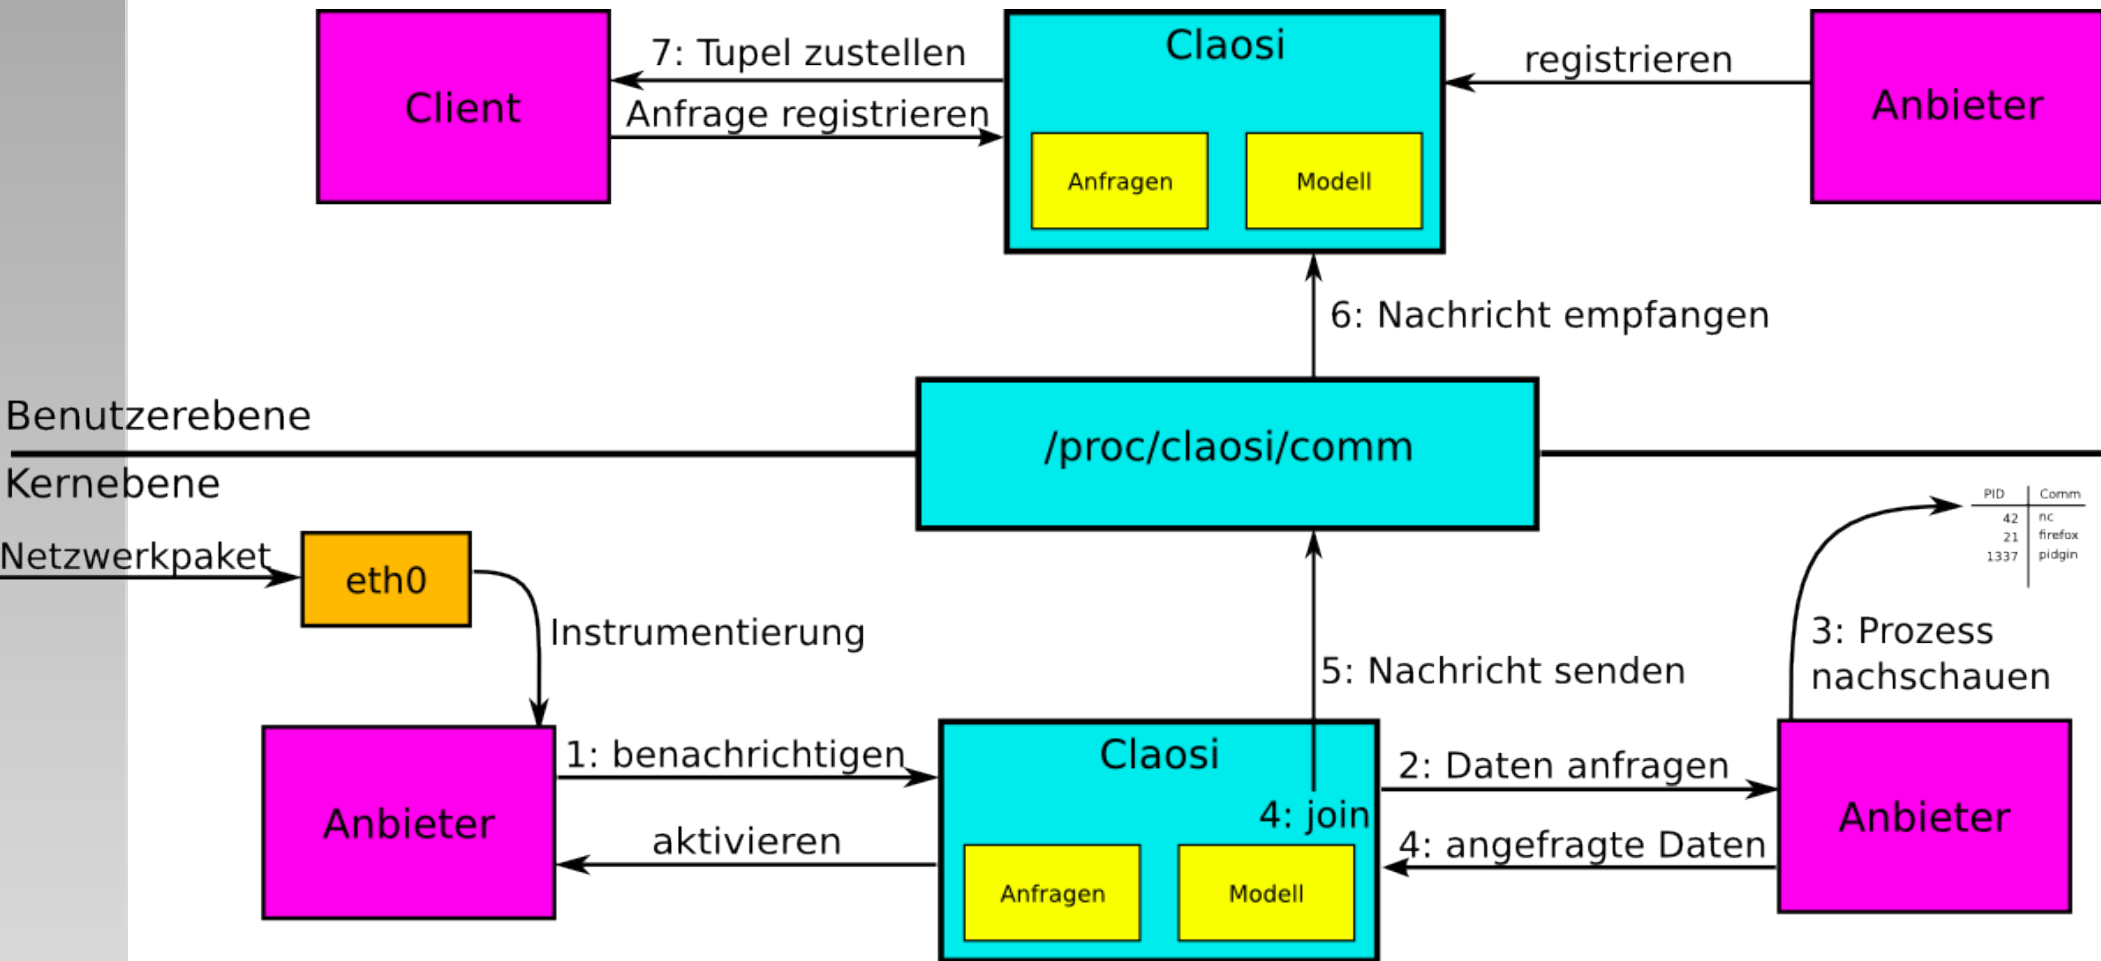 Client
7: Tupel zustellen
Anfrage registrieren
Claosi
Anfragen
Modell
registrieren
Anbieter
6: Nachricht empfangen
Benutzerebene
/proc/claosi/comm
Kernebene
Netzwerkpaket
eth0
Instrumentierung
PID Comm
42 nc
21 firefox
1337 pidgin
3: Prozess
nachschauen
5: Nachricht senden
Anbieter
1: benachrichtigen
aktivieren
Claosi
4: join
Anfragen
Modell
2: Daten anfragen
4: angefragte Daten
Anbieter